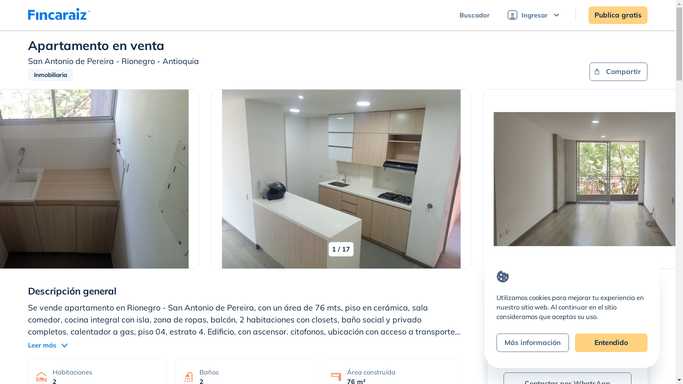 Fincaraiz
Buscador
Ingresar
Publica gratis
Apartamento en venta
San Antonio de Pereira - Rionegro - Antioquia
Inmobiliaria
Compartir
1 / 17
Descripción general
Se vende apartamento en Rionegro - San Antonio de Pereira, con un área de 76 mts, piso en cerámica, sala
comedor, cocina integral con isla, zona de ropas, balcón, 2 habitaciones con closets, baño social y privado
completos, calentador a gas, piso 04, estrato 4. Edificio, con ascensor, citofonos, ubicación con acceso a transporte...
Leer más
Habitaciones
2
Baños
2
Área construida
76 m²
Utilizamos cookies para mejorar tu experiencia en
nuestro sitio web. Al continuar en el sitio
consideramos que aceptas su uso.
Más información
Entendido
Contactar por WhatsApp